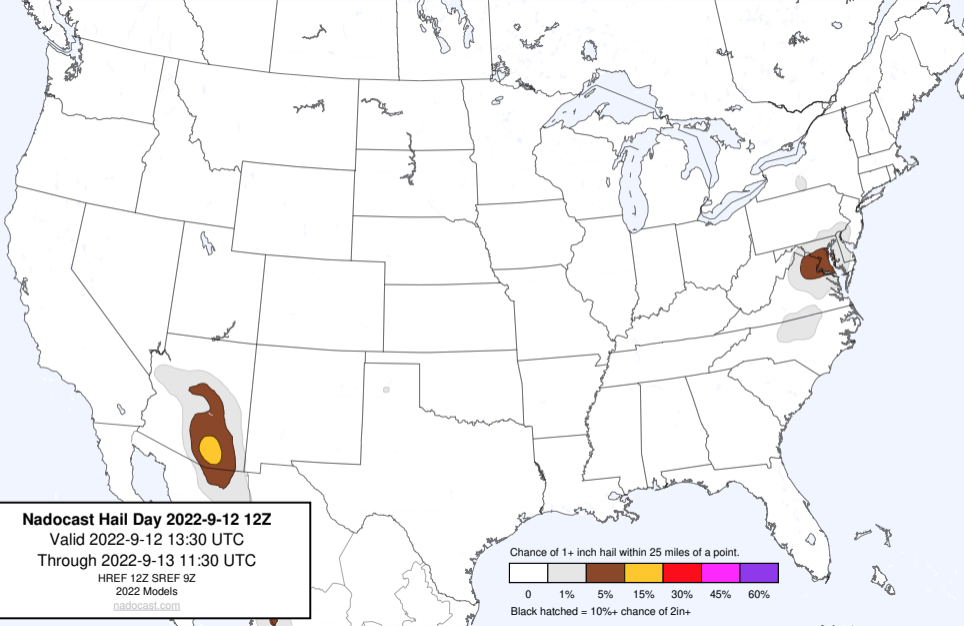 Nadocast Hail Day 2022-9-12 12Z
Valid 2022-9-12 13:30 UTC
Through 2022-9-13 11:30 UTC
HREF 12Z SREF 9Z
2022 Models
nadocast.com
Chance of 1+ inch hail within 25 miles of a point.
0 1% 5% 15% 30% 45% 60%
Black hatched = 10%+ chance of 2in+